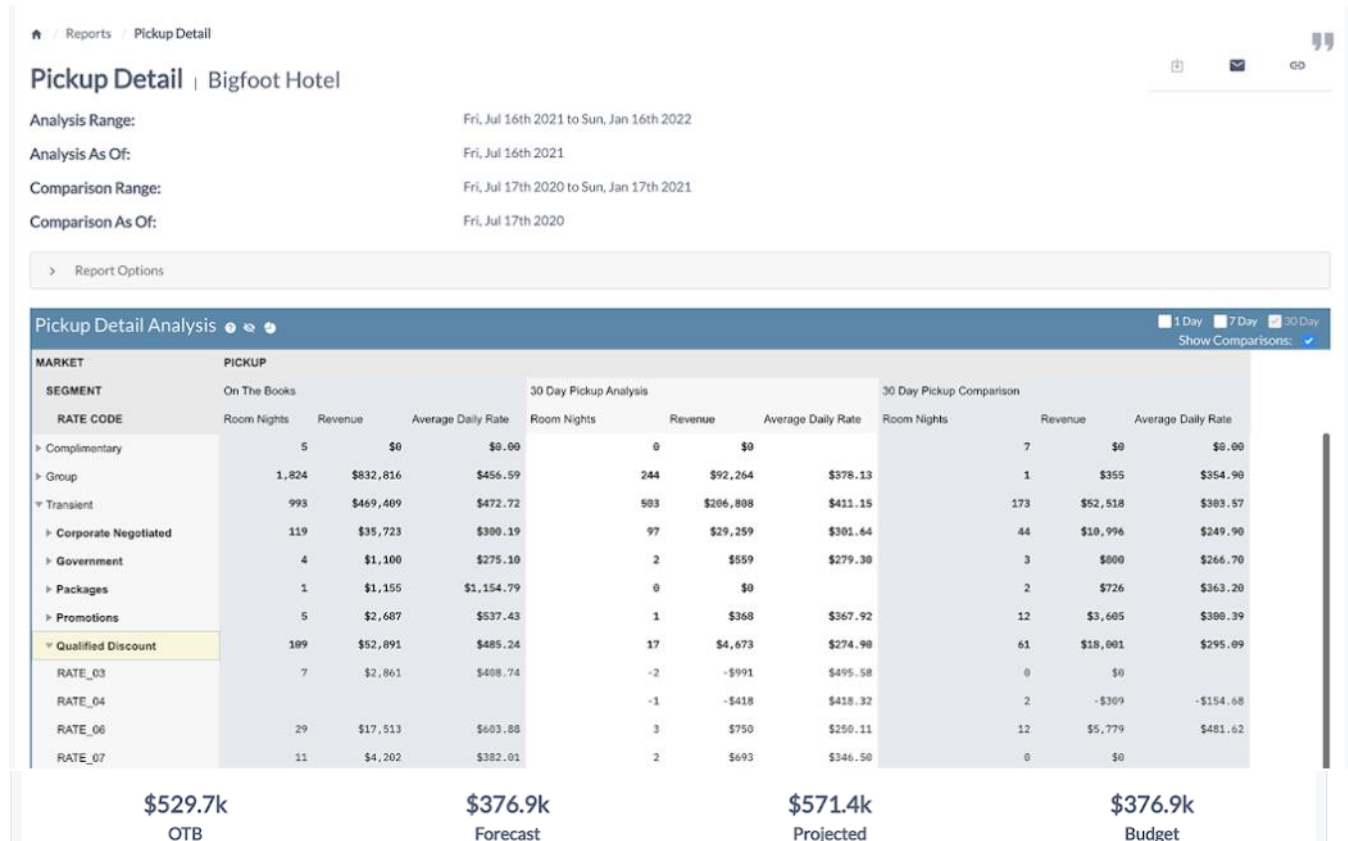 Reports / Pickup Detail
Pickup Detail | Bigfoot Hotel
Analysis Range: Fri, Jul 16th 2021 to Sun, Jan 16th 2022
Analysis As Of: Fri, Jul 16th 2021
Comparison Range: Fri, Jul 17th 2020 to Sun, Jan 17th 2021
Comparison As Of: Fri, Jul 17th 2020
Report Options
Pickup Detail Analysis 1 Day 7 Day 30 Day
Show Comparisons:
MARKET PICKUP
SEGMENT On The Books 30 Day Pickup Analysis 30 Day Pickup Comparison
RATE CODE Room Nights Revenue Average Daily Rate Room Nights Revenue Average Daily Rate Room Nights Revenue Average Daily Rate
Complimentary 5 $0 $0.00 0 $0 7 $0 $0.00
Group 1,824 $832,816 $456.59 244 $92,264 $378.13 1 $355 $354.90
Transient 993 $469,409 $472.72 503 $206,808 $411.15 173 $52,518 $303.57
Corporate Negotiated 119 $35,723 $300.19 97 $29,259 $301.64 44 $10,996 $249.90
Government 4 $1,100 $275.10 2 $559 $279.30 3 $800 $266.70
Packages 1 $1,155 $1,154.79 0 $0 2 $726 $363.20
Promotions 5 $2,687 $537.43 1 $368 $367.92 12 $3,605 $300.39
Qualified Discount 109 $52,891 $485.24 17 $4,673 $274.90 61 $18,001 $295.09
RATE_03 7 $2,861 $408.74 -2 -$991 $495.58 0 $0
RATE_04 -1 -$418 $418.32 2 -$309 -$154.68
RATE_06 29 $17,513 $603.88 3 $750 $250.11 12 $5,779 $481.62
RATE_07 11 $4,202 $382.01 2 $693 $346.50 0 $0
$529.7k $376.9k $571.4k $376.9k
OTB Forecast Projected Budget